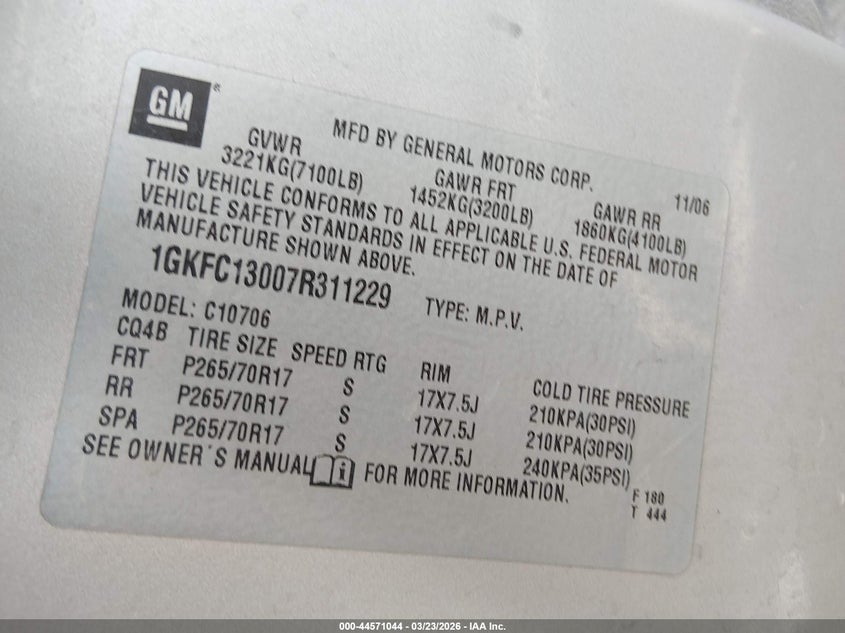 GM®
MFD BY GENERAL MOTORS CORP.
11/06
GVWR GAWR FRT GAWR RR
3221KG(7100LB) 1452KG(3200LB) 1860KG(4100LB)
THIS VEHICLE CONFORMS TO ALL APPLICABLE U.S. FEDERAL MOTOR
VEHICLE SAFETY STANDARDS IN EFFECT ON THE DATE OF
MANUFACTURE SHOWN ABOVE.
1GKFC13007R311229 TYPE: M.P.V.
MODEL: C10706
CQ4B TIRE SIZE SPEED RTG RIM COLD TIRE PRESSURE
FRT P265/70R17 S 17X7.5J 210KPA(30PSI)
RR P265/70R17 S 17X7.5J 210KPA(30PSI)
SPA P265/70R17 S 17X7.5J 240KPA(35PSI)
SEE OWNER´S MANUAL i FOR MORE INFORMATION.
F 180
T 444
000-44571044 | 03/23/2026 - IAA Inc.